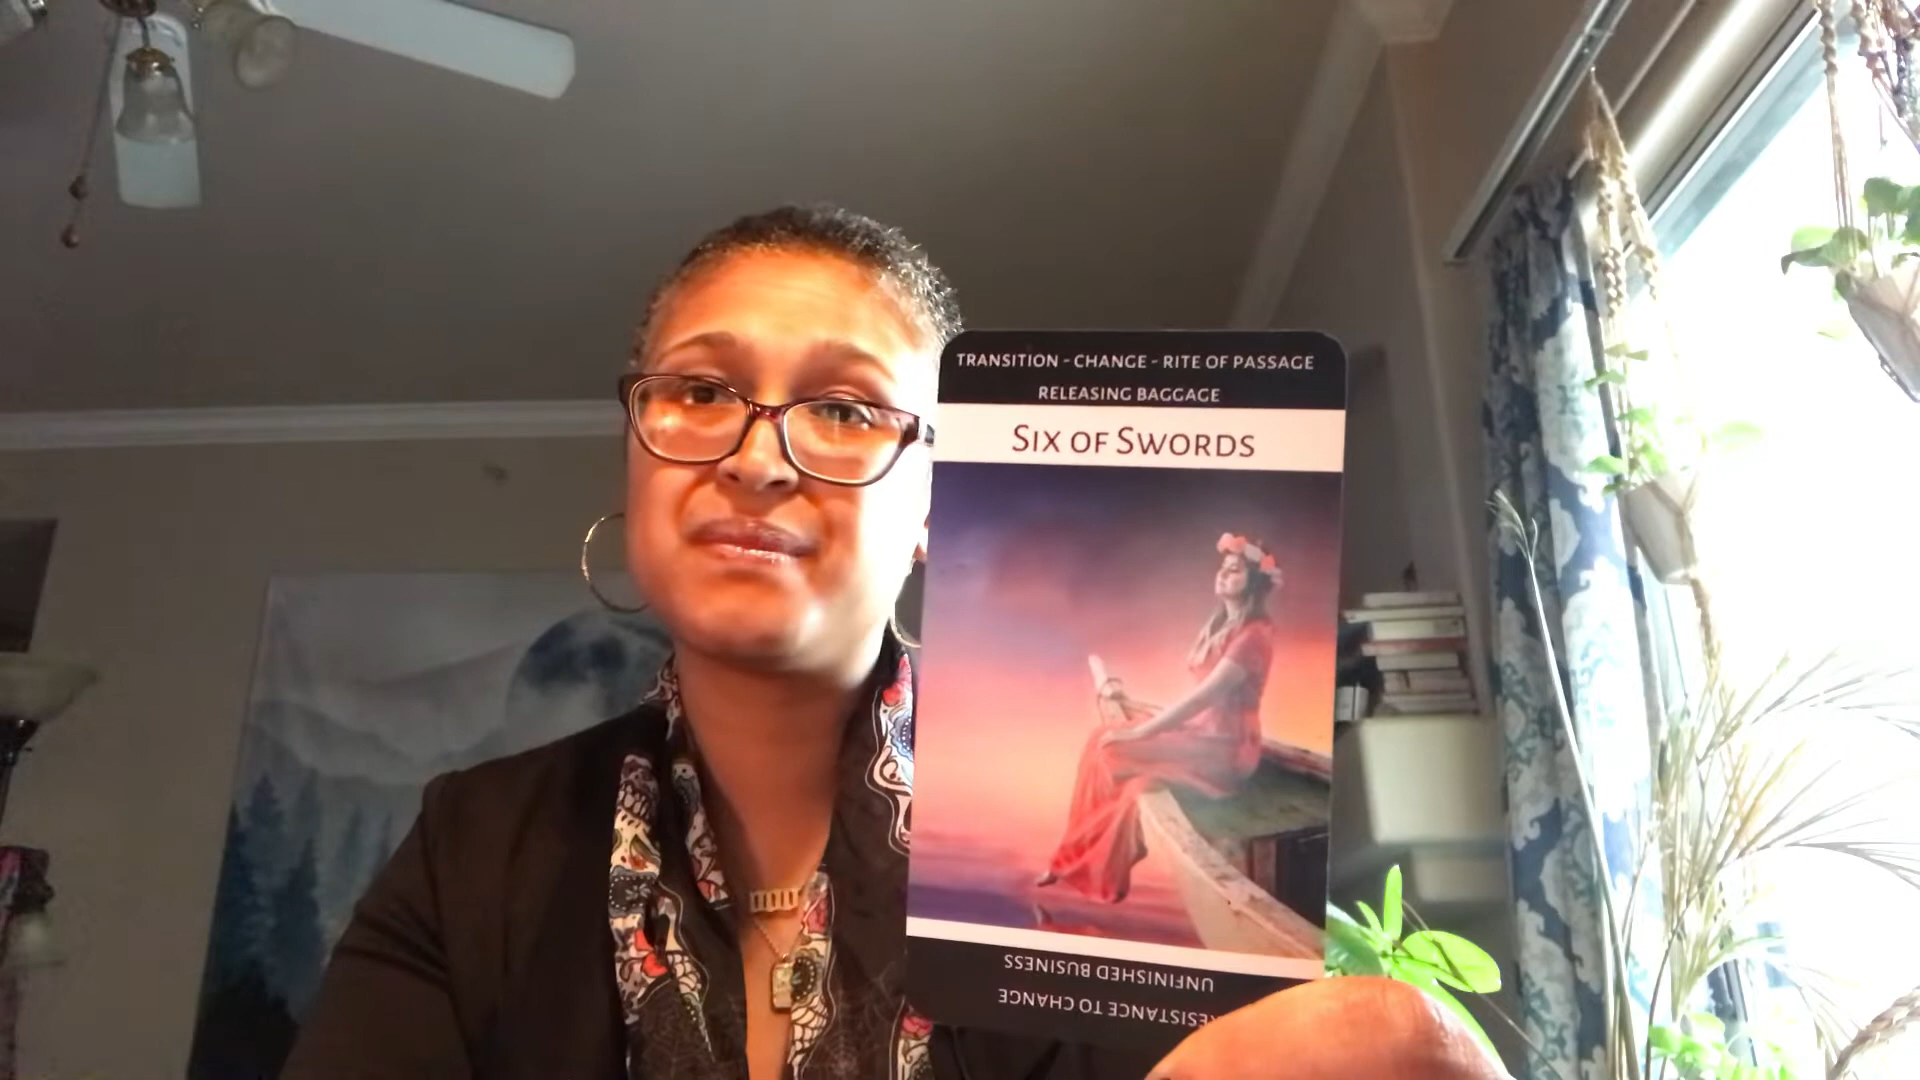 TRANSITION - CHANGE - RITE OF PASSAGE
RELEASING BAGGAGE
SIX OF SWORDS
UNFINISHED BUSINESS
RESISTANCE TO CHANGE